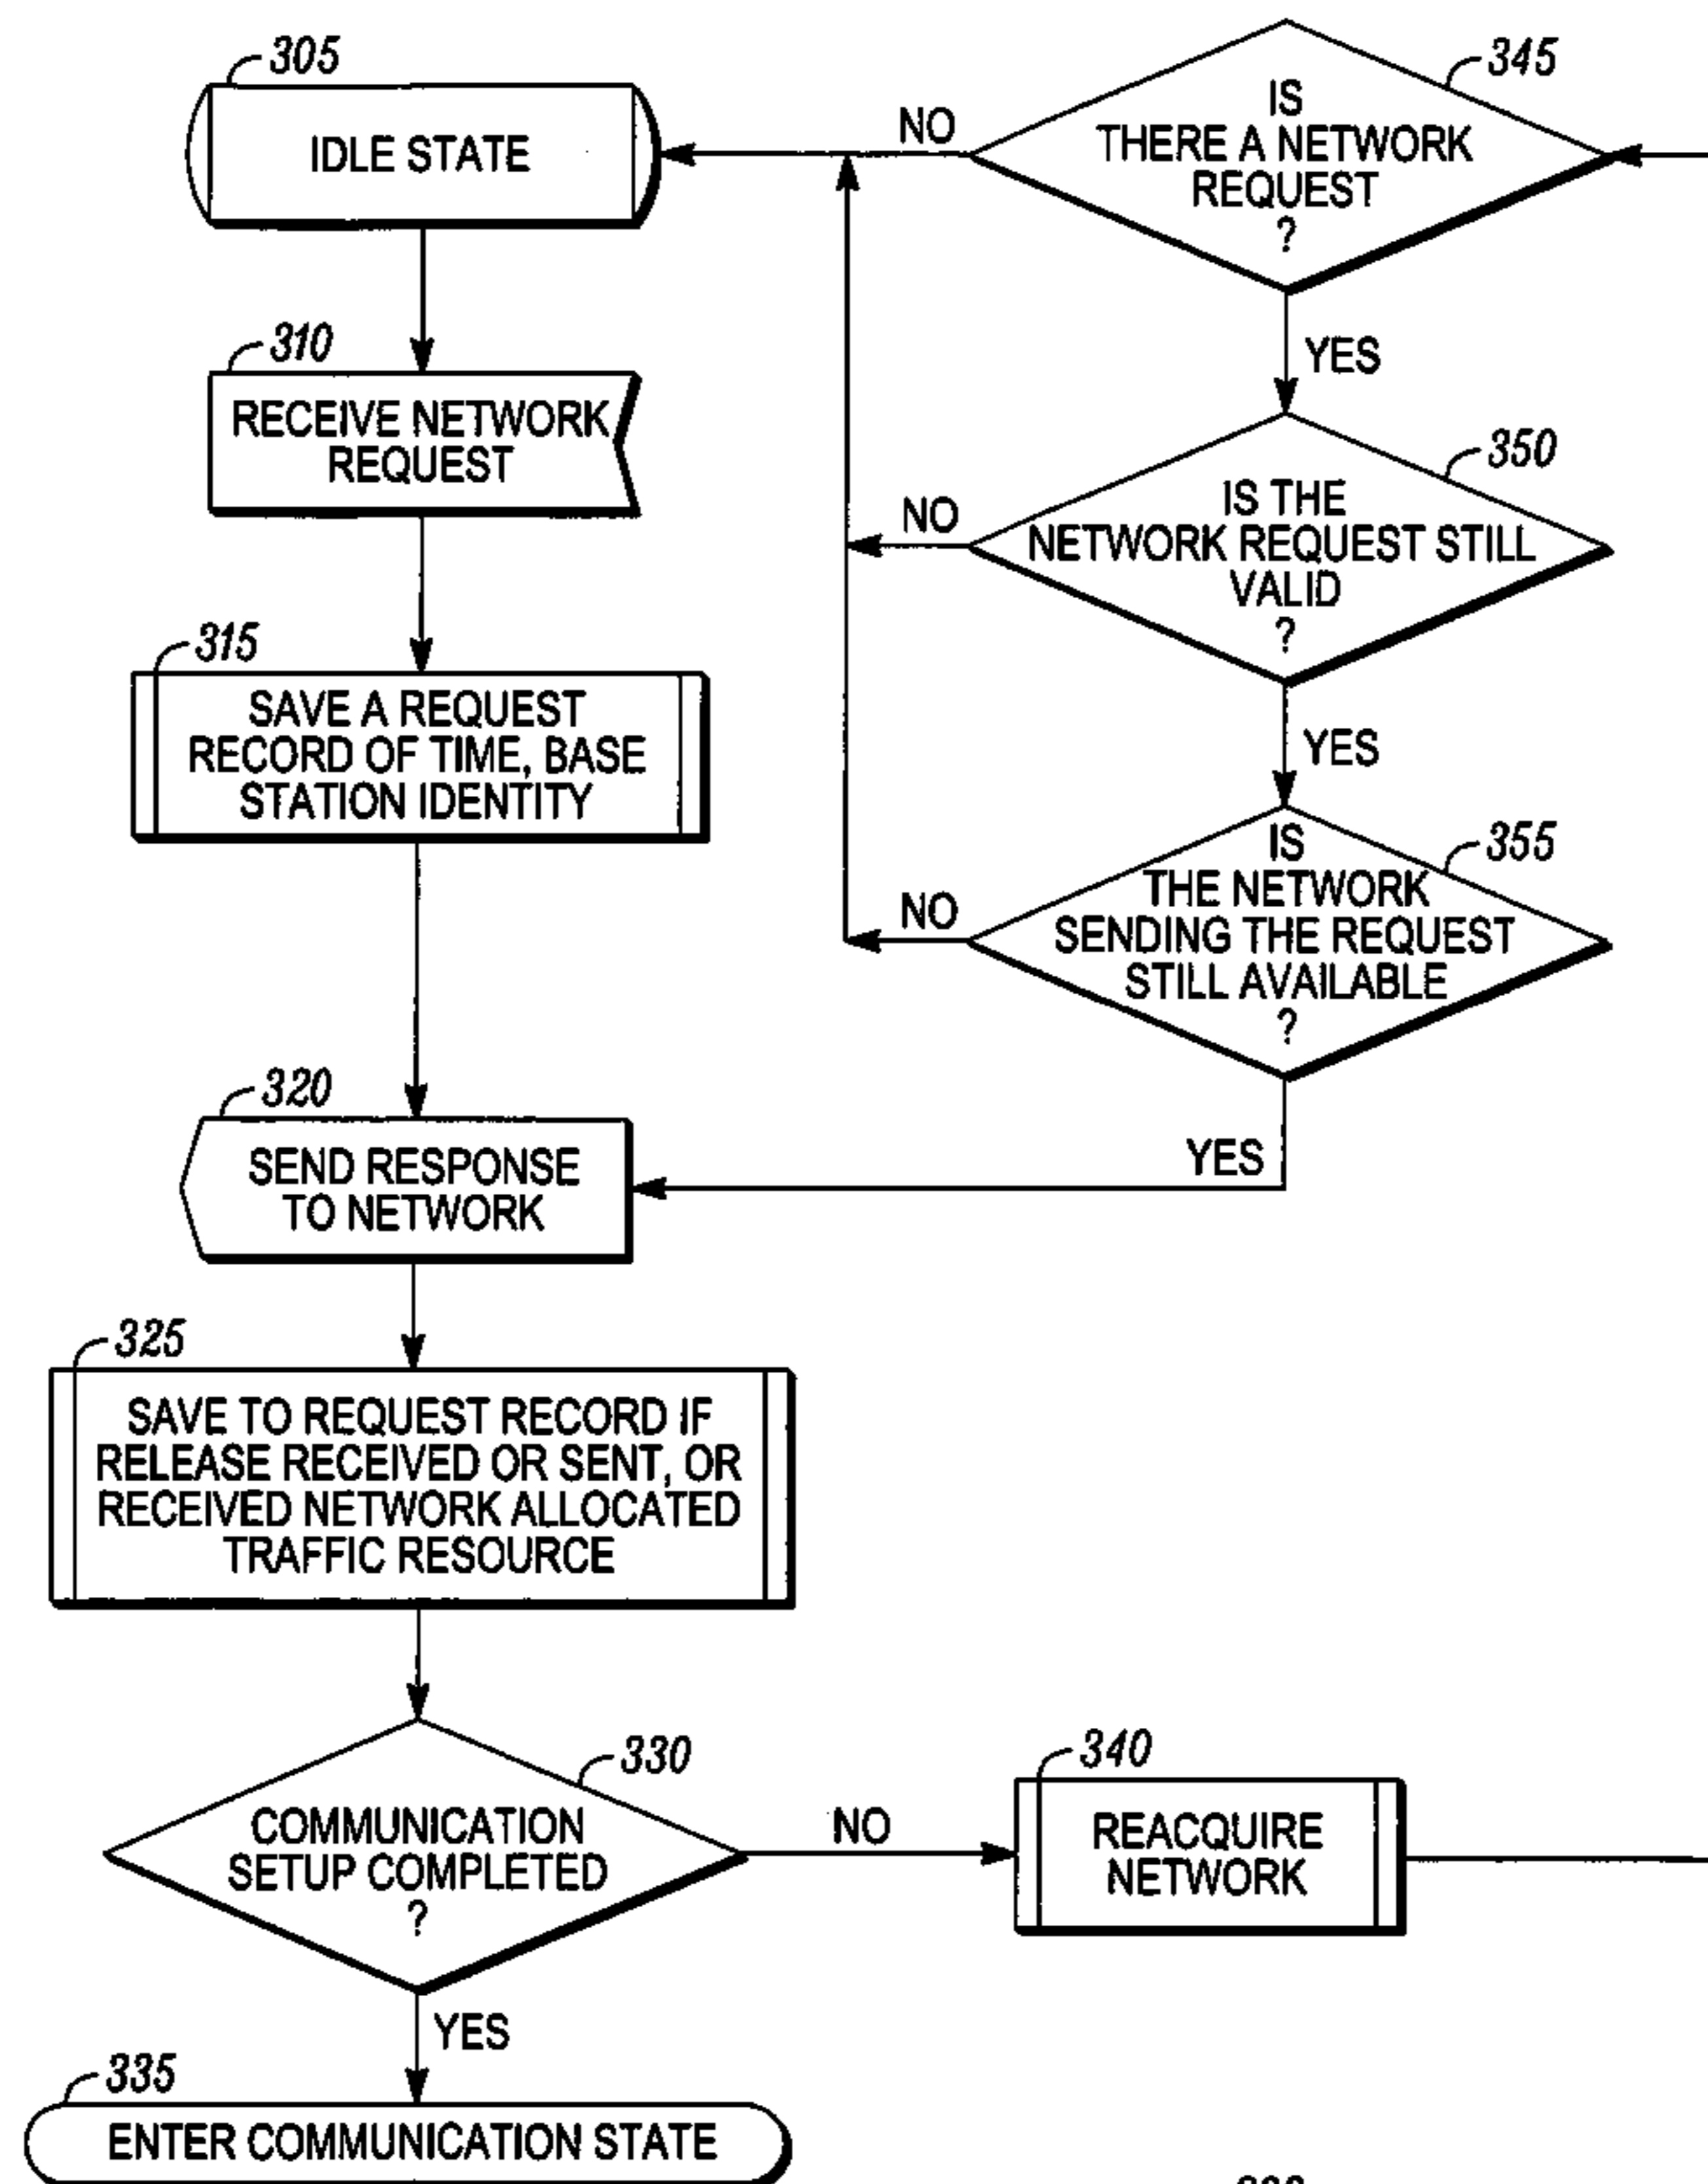 305
IDLE STATE
310
RECEIVE NETWORK
REQUEST
315
SAVE A REQUEST
RECORD OF TIME, BASE
STATION IDENTITY
320
SEND RESPONSE
TO NETWORK
325
SAVE TO REQUEST RECORD IF
RELEASE RECEIVED OR SENT, OR
RECEIVED NETWORK ALLOCATED
TRAFFIC RESOURCE
330
COMMUNICATION
SETUP COMPLETED
?
YES
335
ENTER COMMUNICATION STATE
NO
340
REACQUIRE
NETWORK
345
IS
THERE A NETWORK
REQUEST
?
NO
YES
350
IS THE
NETWORK REQUEST STILL
VALID
?
NO
YES
355
IS
THE NETWORK
SENDING THE REQUEST
STILL AVAILABLE
?
NO
YES